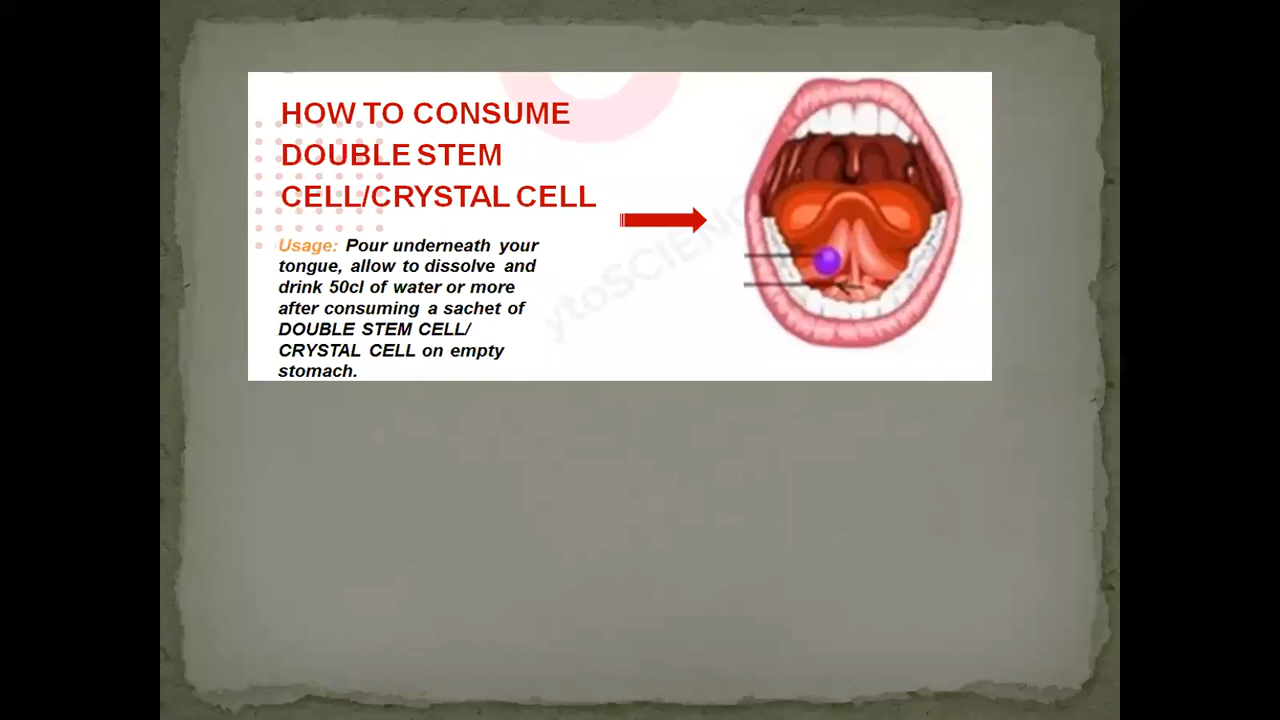 HOW TO CONSUME
DOUBLE STEM
CELL/CRYSTAL CELL
Usage: Pour underneath your
tongue, allow to dissolve and
drink 50cl of water or more
after consuming a sachet of
DOUBLE STEM CELL/
CRYSTAL CELL on empty
stomach.
ytoSCIENC